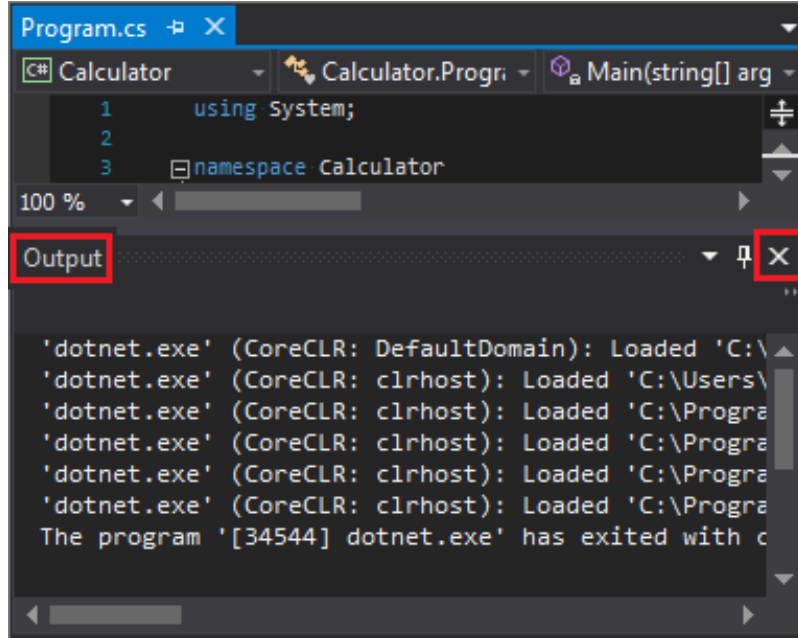 Program.cs
C# Calculator Calculator.Progr Main(string[] arg
1 using System;
2
3 namespace Calculator
100 %
Output
'dotnet.exe' (CoreCLR: DefaultDomain): Loaded 'C:\
'dotnet.exe' (CoreCLR: clrhost): Loaded 'C:\Users\
'dotnet.exe' (CoreCLR: clrhost): Loaded 'C:\Progra
'dotnet.exe' (CoreCLR: clrhost): Loaded 'C:\Progra
'dotnet.exe' (CoreCLR: clrhost): Loaded 'C:\Progra
'dotnet.exe' (CoreCLR: clrhost): Loaded 'C:\Progra
The program '[34544] dotnet.exe' has exited with c